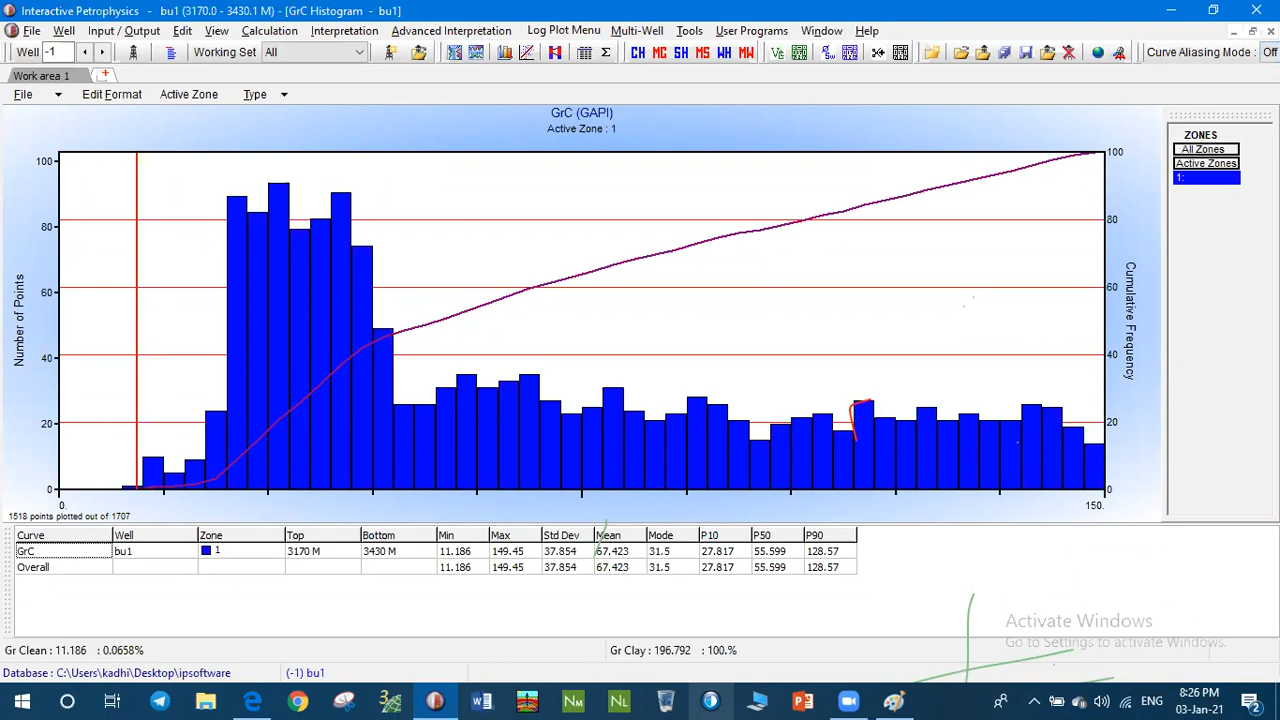 Interactive Petrophysics - bu1 (3170.0 - 3430.1 M) - [GrC Histogram - bu1]
File Well Input / Output Edit View Calculation Interpretation Advanced Interpretation Log Plot Menu Multi-Well Tools User Programs Window Help
Well -1 Working Set All CH MC SH MS WH MW Curve Aliasing Mode : Off
Work area 1
File Edit Format Active Zone Type
GrC (GAPI)
Active Zone : 1
ZONES
All Zones
Active Zones
1:
Number of Points
100
80
60
40
20
0
Cumulative Frequency
100
80
60
40
20
0
0. 150.
1518 points plotted out of 1707
Curve Well Zone Top Bottom Min Max Std Dev Mean Mode P10 P50 P90
GrC bu1 1 3170 M 3430 M 11.186 149.45 37.854 67.423 31.5 27.817 55.599 128.57
Overall 11.186 149.45 37.854 67.423 31.5 27.817 55.599 128.57
Activate Windows
Go to Settings to activate Windows.
Gr Clean : 11.186 : 0.0658% Gr Clay : 196.792 : 100.%
Database : C:\Users\kadhi\Desktop\ipsoftware (-1) bu1
ENG
8:26 PM
03-Jan-21
2